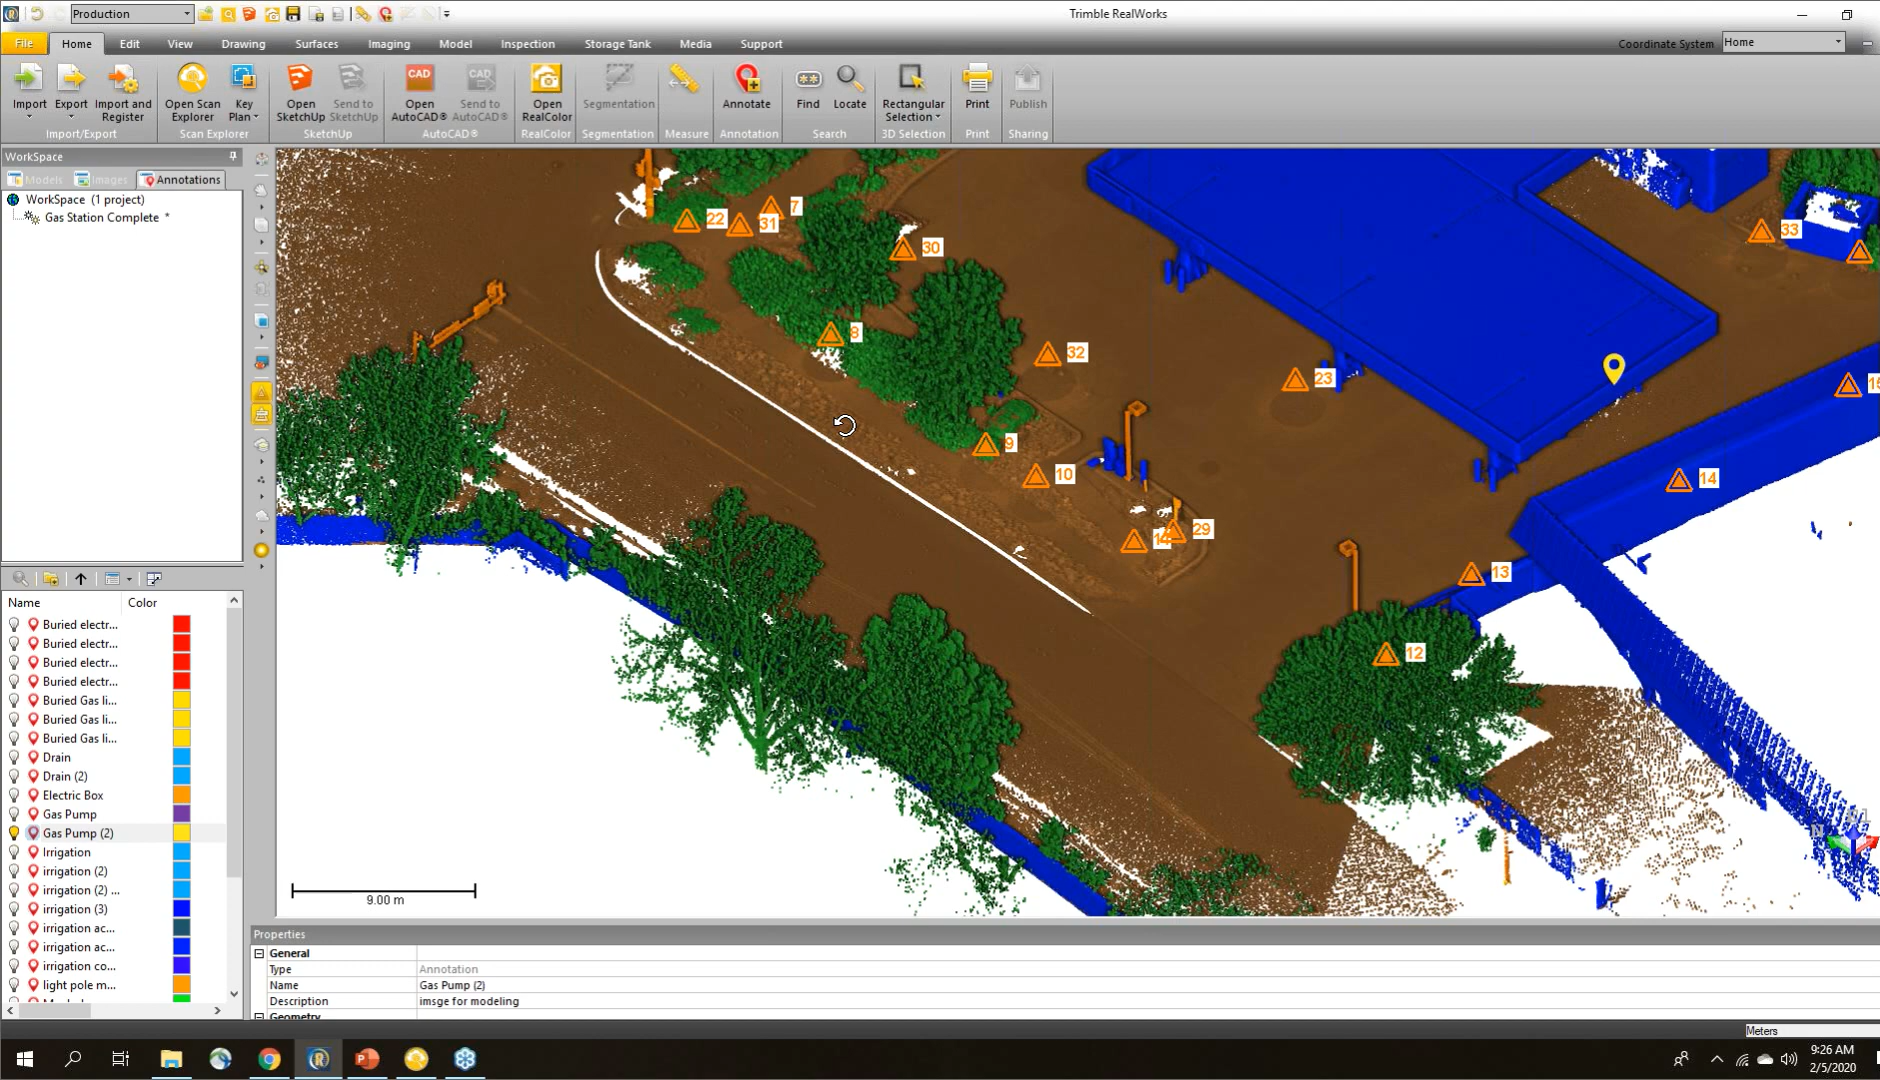 Production
Trimble RealWorks
File Home Edit View Drawing Surfaces Imaging Model Inspection Storage Tank Media Support
Coordinate System Home
Import Export Import and Register Open Scan Explorer Key Plan Open SketchUp Send to SketchUp Open AutoCAD® Send to AutoCAD® Open RealColor Segmentation Annotate Find Locate Rectangular Selection Print Publish
Import/Export Scan Explorer SketchUp AutoCAD® RealColor Segmentation Measure Annotation Search 3D Selection Print Sharing
WorkSpace
Models Images Annotations
WorkSpace (1 project)
Gas Station Complete *
Name Color
Buried electr...
Buried electr...
Buried electr...
Buried electr...
Buried Gas li...
Buried Gas li...
Buried Gas li...
Drain
Drain (2)
Electric Box
Gas Pump
Gas Pump (2)
Irrigation
irrigation (2)
irrigation (2) ...
irrigation (3)
irrigation ac...
irrigation ac...
irrigation co...
light pole m...
7
22
31
30
33
8
32
23
9
10
14
29
13
12
N
9.00 m
Properties
General
Type Annotation
Name Gas Pump (2)
Description imsge for modeling
Geometry
Meters
9:26 AM
2/5/2020